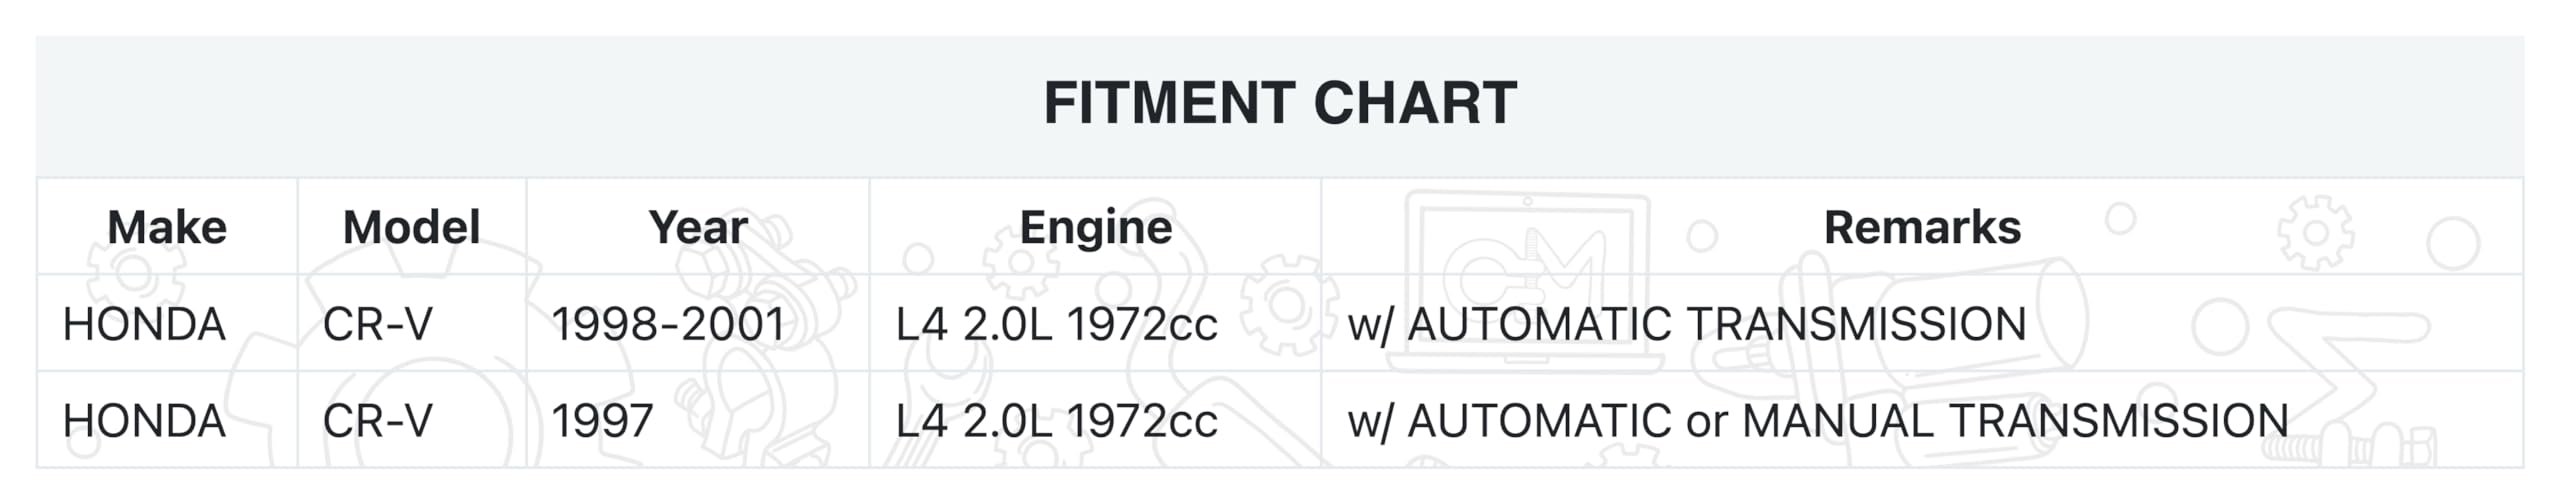 FITMENT CHART
Make Model Year Engine Remarks
HONDA CR-V 1998-2001 L4 2.0L 1972cc w/ AUTOMATIC TRANSMISSION
HONDA CR-V 1997 L4 2.0L 1972cc w/ AUTOMATIC or MANUAL TRANSMISSION